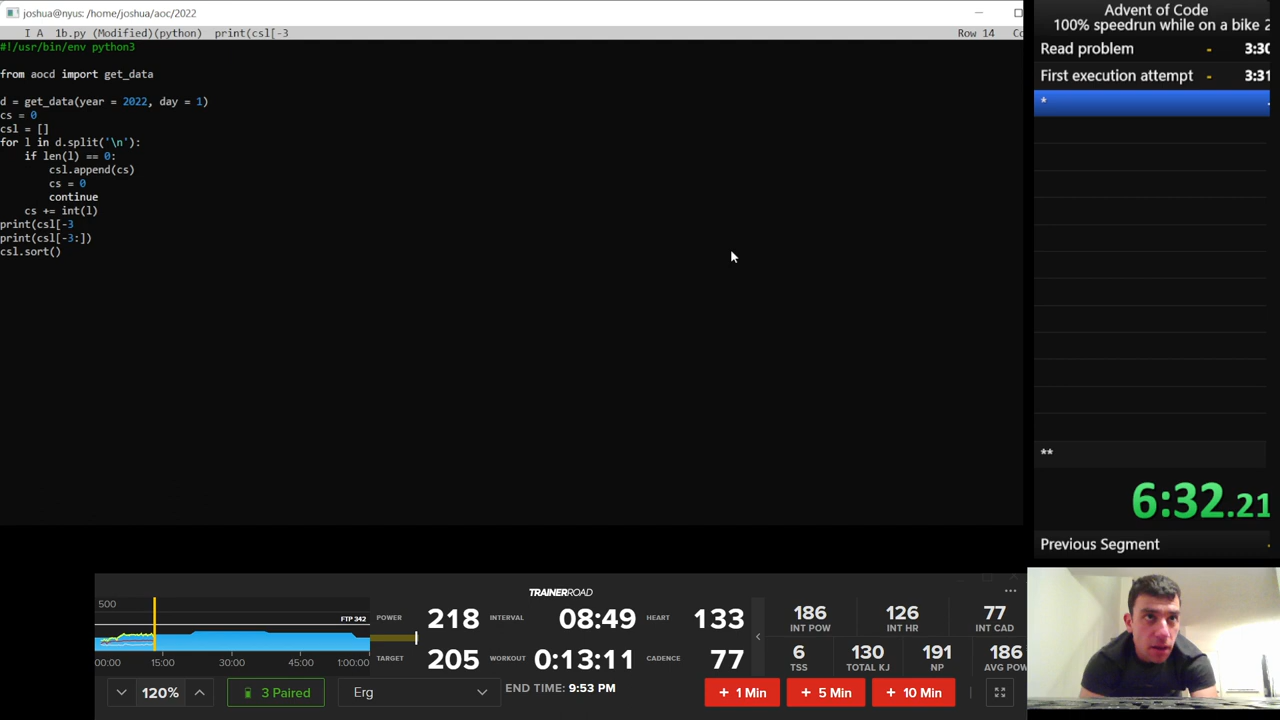 joshua@nyus: /home/joshua/aoc/2022
I A 1b.py (Modified)(python) print(csl[-3
Row 14
#!/usr/bin/env python3
from aocd import get_data
d = get_data(year = 2022, day = 1)
cs = 0
csl = []
for l in d.split('\n'):
    if len(l) == 0:
        csl.append(cs)
        cs = 0
        continue
    cs += int(l)
print(csl[-3
print(csl[-3:])
csl.sort()
Advent of Code
100% speedrun while on a bike 2
Read problem - 3:30
First execution attempt - 3:31
*
**
6:32.21
Previous Segment -
TRAINERROAD
500
FTP 342
00:00 15:00 30:00 45:00 1:00:00
POWER 218 INTERVAL 08:49 HEART 133
TARGET 205 WORKOUT 0:13:11 CADENCE 77
186 INT POW
126 INT HR
77 INT CAD
6 TSS
130 TOTAL KJ
191 NP
186 AVG POW
120%
3 Paired
Erg
END TIME: 9:53 PM
+ 1 Min
+ 5 Min
+ 10 Min